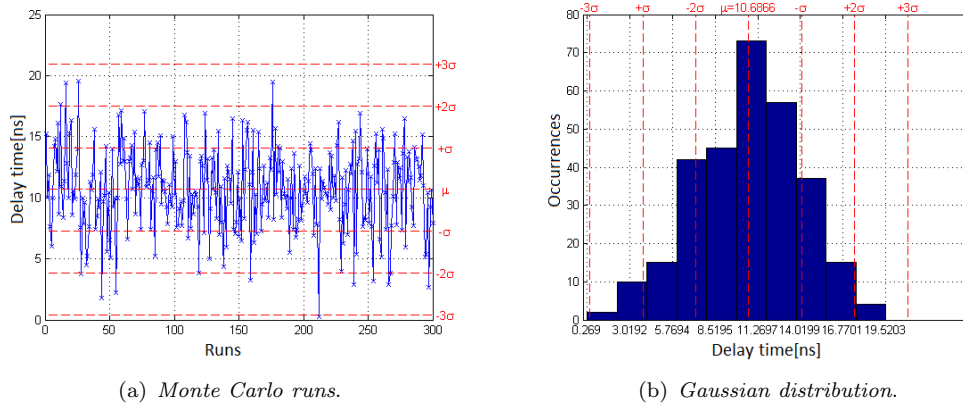 25
20
15
10
5
0
Delay time[ns]
0 50 100 150 200 250 300
Runs
+3σ
+2σ
+σ
μ
-σ
-2σ
-3σ
(a) Monte Carlo runs.
-3σ +σ -2σ μ=10.6866 -σ +2σ +3σ
80
70
60
50
40
30
20
10
0
Occurrences
0.269 3.0192 5.7694 8.5195 11.2697 14.0199 16.7701 19.5203
Delay time[ns]
(b) Gaussian distribution.